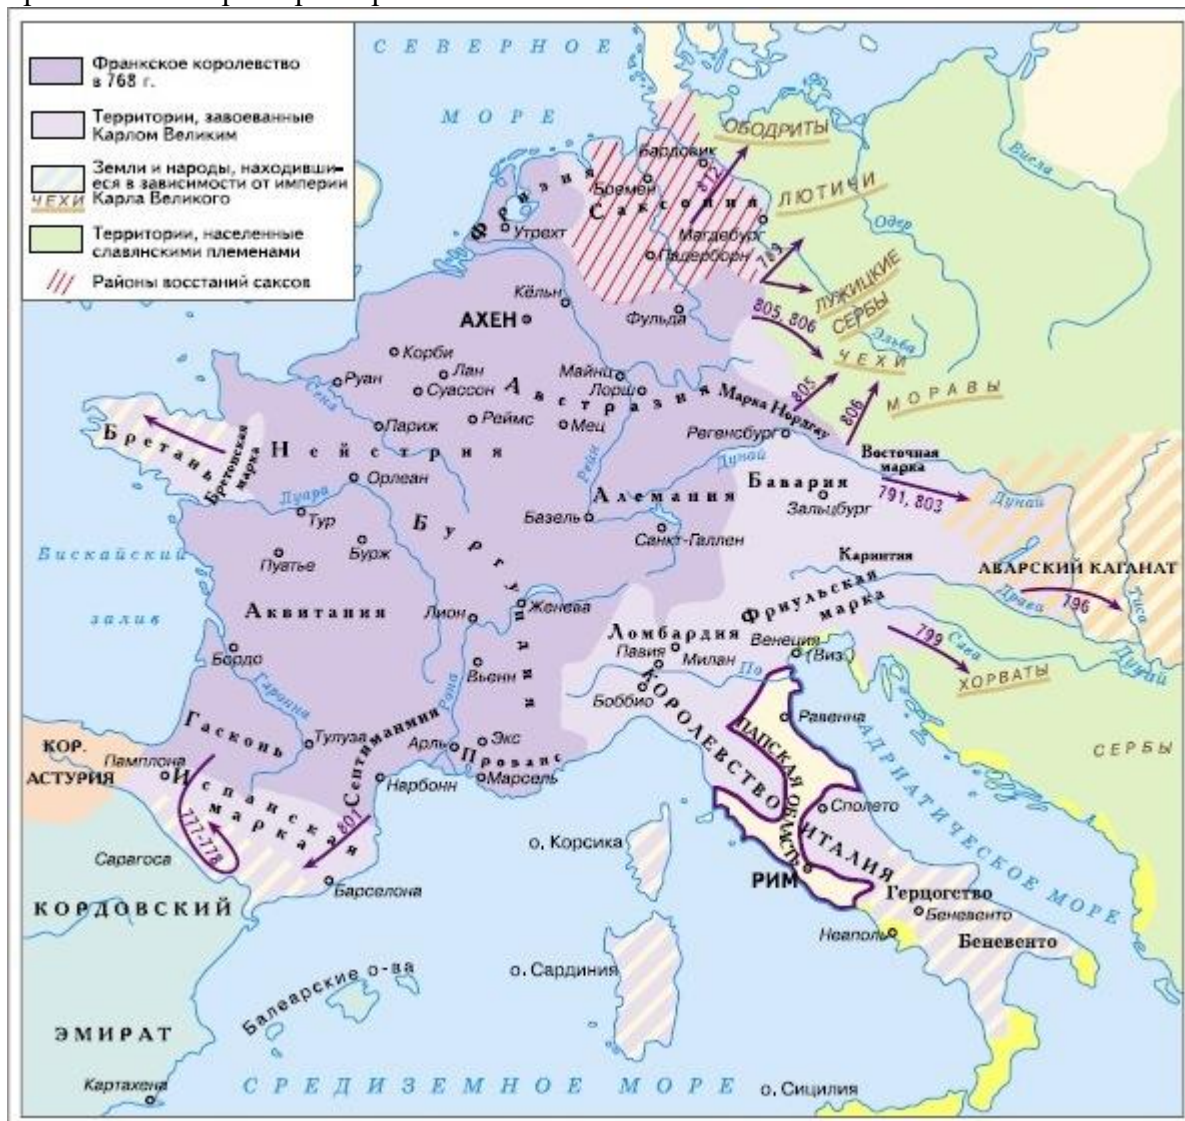 Франкское королевство
в 768 г.
Территории, завоеванные
Карлом Великим
Земли и народы, находивши-
еся в зависимости от империи
ЧЕХИ Карла Великого
Территории, населенные
славянскими племенами
Районы восстаний саксов
СЕВЕРНОЕ
МОРЕ
ОБОДРИТЫ
Бардовик
812
Висла
Бремен
Фризия
Саксония
ЛЮТИЧИ
Утрехт
Магдебург
Одер
Падерборн
789
ЛУЖИЦКИЕ
СЕРБЫ
Кёльн
АХЕН
Фульда
805, 806
Эльба
ЧЕХИ
Корби
Лан
Руан
Суассон
Сена
Майнц
Лорш
Австразия
Марка Нордгау
805
806
МОРАВЫ
Реймс
Париж
Мец
Регенсбург
Бретань
Бретонская
марка
Нейстрия
Рейн
Дунай
Восточная
марка
Орлеан
Алемания
Бавария
791, 803
Дунай
Луара
Тур
Базель
Зальцбург
Бургундия
Санкт-Галлен
Бурж
Пуатье
Бискайский
залив
Каринтия
АВАРСКИЙ КАГАНАТ
Аквитания
Лион
Женева
Фриульская
марка
Драва
796
Тиса
Ломбардия
Венеция
(Виз.)
799
Сава
Дунай
Бордо
Павия
Милан
По
ХОРВАТЫ
Вьенн
Гаронна
Рона
Боббио
КОРОЛЕВСТВО
ИТАЛИЯ
Гасконь
Тулуза
Септиманмия
Арль
Экс
Прованс
Равенна
ПАПСКАЯ ОБЛАСТЬ
АДРИАТИЧЕСКОЕ МОРЕ
СЕРБЫ
КОР.
АСТУРИЯ
Памплона
Испанская
марка
Нарбонн
Марсель
777-778
801
Сполето
Сарагоса
о. Корсика
Барселона
РИМ
Герцогство
Беневенто
Беневенто
КОРДОВСКИЙ
ЭМИРАТ
Неаполь
о. Сардиния
Балеарские о-ва
Картахена
СРЕДИЗЕМНОЕ МОРЕ
о. Сицилия